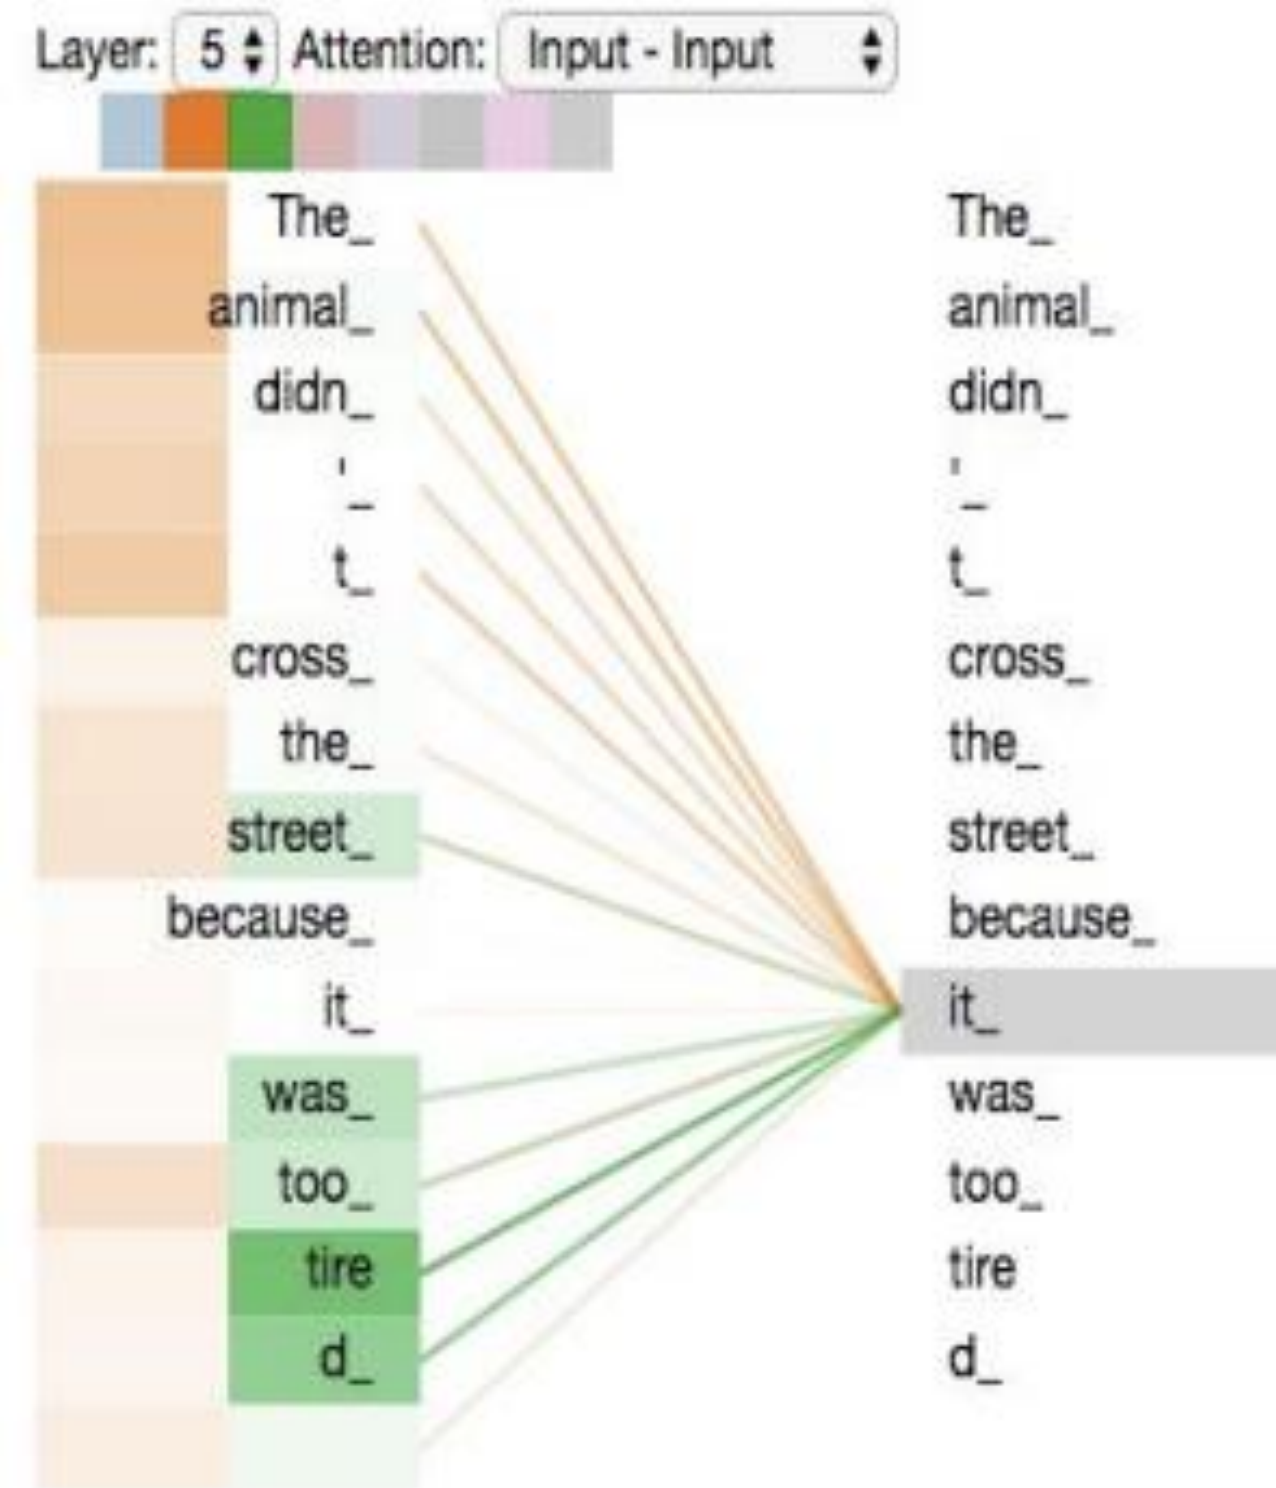 Layer: 5 Attention: Input - Input
The_ The_
animal_ animal_
didn_ didn_
'_ '_
t_ t_
cross_ cross_
the_ the_
street_ street_
because_ because_
it_ it_
was_ was_
too_ too_
tire tire
d_ d_